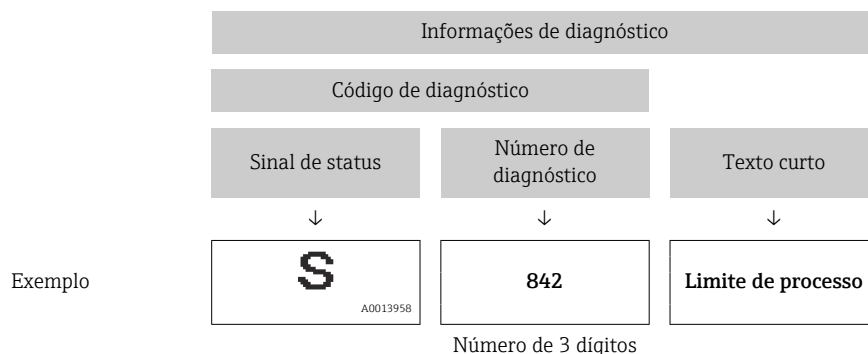 Informações de diagnóstico
Código de diagnóstico
Sinal de status
Número de
diagnóstico
Texto curto
↓ ↓ ↓
Exemplo
S
A0013958
842
Limite de processo
Número de 3 dígitos